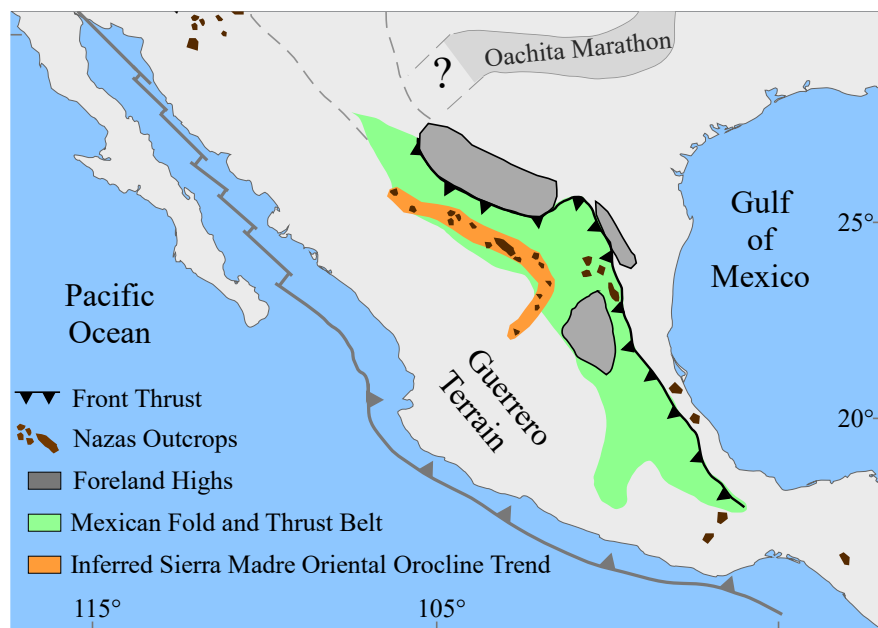 Oachita Marathon
?
Gulf
of
Mexico
25°
Pacific
Ocean
Guerrero
Terrain
20°
Front Thrust
Nazas Outcrops
Foreland Highs
Mexican Fold and Thrust Belt
Inferred Sierra Madre Oriental Orocline Trend
115°
105°